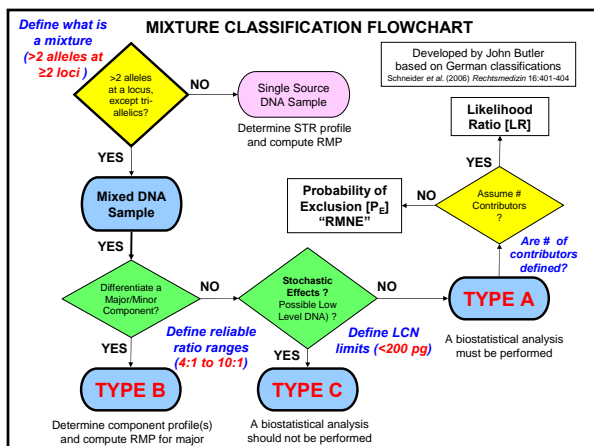 MIXTURE CLASSIFICATION FLOWCHART
Define what is
a mixture
(>2 alleles at
≥2 loci)
>2 alleles
at a locus,
except tri-
allelics?
NO
Single Source
DNA Sample
Determine STR profile
and compute RMP
Developed by John Butler
based on German classifications
Schneider et al. (2006) Rechtsmedizin 16:401-404
Likelihood
Ratio [LR]
YES
YES
Mixed DNA
Sample
Probability of
Exclusion [PE]
"RMNE"
NO
Assume #
Contributors
?
YES
Are # of
contributors
defined?
Differentiate a
Major/Minor
Component?
NO
Stochastic
Effects ?
Possible Low
Level DNA) ?
NO
TYPE A
A biostatistical analysis
must be performed
Define reliable
ratio ranges
(4:1 to 10:1)
Define LCN
limits (<200 pg)
YES
YES
TYPE B
TYPE C
Determine component profile(s)
and compute RMP for major
A biostatistical analysis
should not be performed